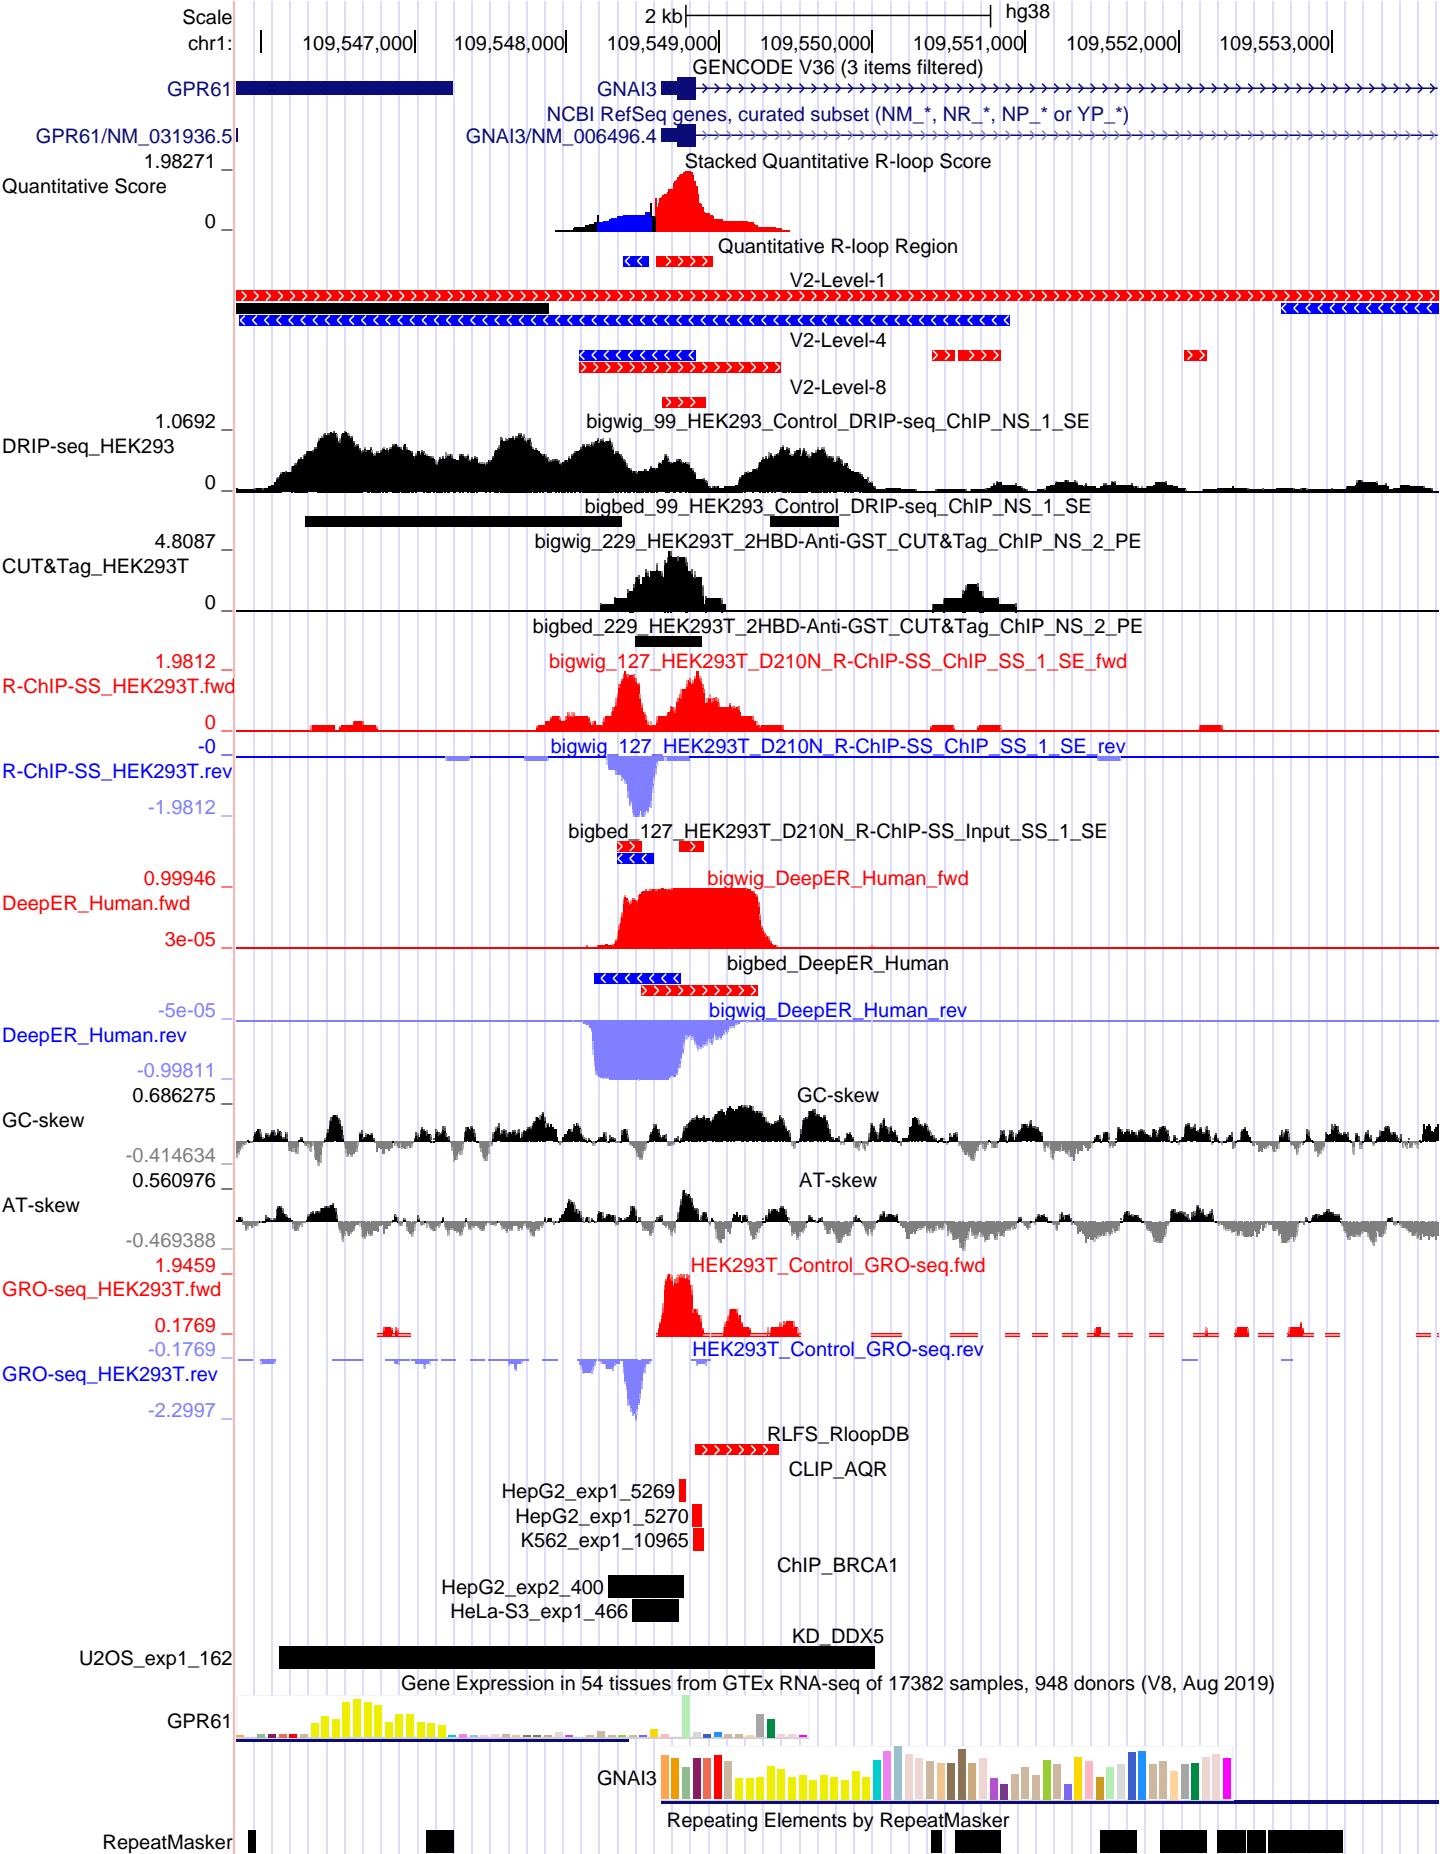 Scale 2 kb hg38
chr1: 109,547,000 109,548,000 109,549,000 109,550,000 109,551,000 109,552,000 109,553,000
GENCODE V36 (3 items filtered)
GPR61 GNAI3
NCBI RefSeq genes, curated subset (NM_*, NR_*, NP_* or YP_*)
GPR61/NM_031936.5 GNAI3/NM_006496.4
1.98271 Stacked Quantitative R-loop Score
Quantitative Score
0
Quantitative R-loop Region
V2-Level-1
V2-Level-4
V2-Level-8
1.0692 bigwig_99_HEK293_Control_DRIP-seq_ChIP_NS_1_SE
DRIP-seq_HEK293
0
bigbed_99_HEK293_Control_DRIP-seq_ChIP_NS_1_SE
4.8087 bigwig_229_HEK293T_2HBD-Anti-GST_CUT&Tag_ChIP_NS_2_PE
CUT&Tag_HEK293T
0
bigbed_229_HEK293T_2HBD-Anti-GST_CUT&Tag_ChIP_NS_2_PE
1.9812 bigwig_127_HEK293T_D210N_R-ChIP-SS_ChIP_SS_1_SE_fwd
R-ChIP-SS_HEK293T.fwd
0
-0 bigwig_127_HEK293T_D210N_R-ChIP-SS_ChIP_SS_1_SE_rev
R-ChIP-SS_HEK293T.rev
-1.9812
bigbed_127_HEK293T_D210N_R-ChIP-SS_Input_SS_1_SE
0.99946 bigwig_DeepER_Human_fwd
DeepER_Human.fwd
3e-05
bigbed_DeepER_Human
-5e-05 bigwig_DeepER_Human_rev
DeepER_Human.rev
-0.99811
0.686275 GC-skew
GC-skew
-0.414634
0.560976 AT-skew
AT-skew
-0.469388
1.9459 HEK293T_Control_GRO-seq.fwd
GRO-seq_HEK293T.fwd
0.1769
-0.1769 HEK293T_Control_GRO-seq.rev
GRO-seq_HEK293T.rev
-2.2997
RLFS_RloopDB
CLIP_AQR
HepG2_exp1_5269
HepG2_exp1_5270
K562_exp1_10965
ChIP_BRCA1
HepG2_exp2_400
HeLa-S3_exp1_466
KD_DDX5
U2OS_exp1_162
Gene Expression in 54 tissues from GTEx RNA-seq of 17382 samples, 948 donors (V8, Aug 2019)
GPR61
GNAI3
Repeating Elements by RepeatMasker
RepeatMasker